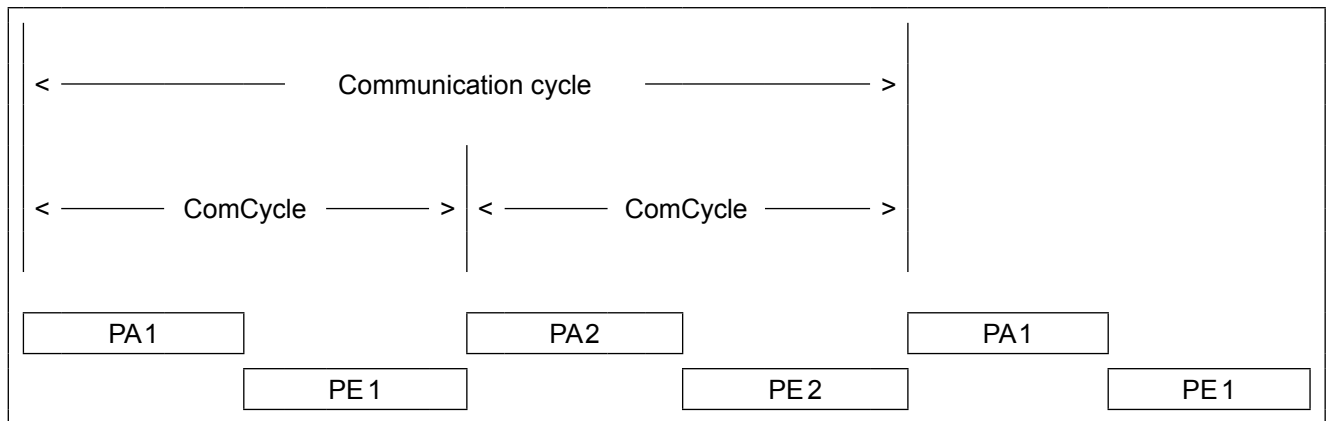 < Communication cycle >
< ComCycle > < ComCycle >
PA1 PA2 PA1
PE1 PE2 PE1